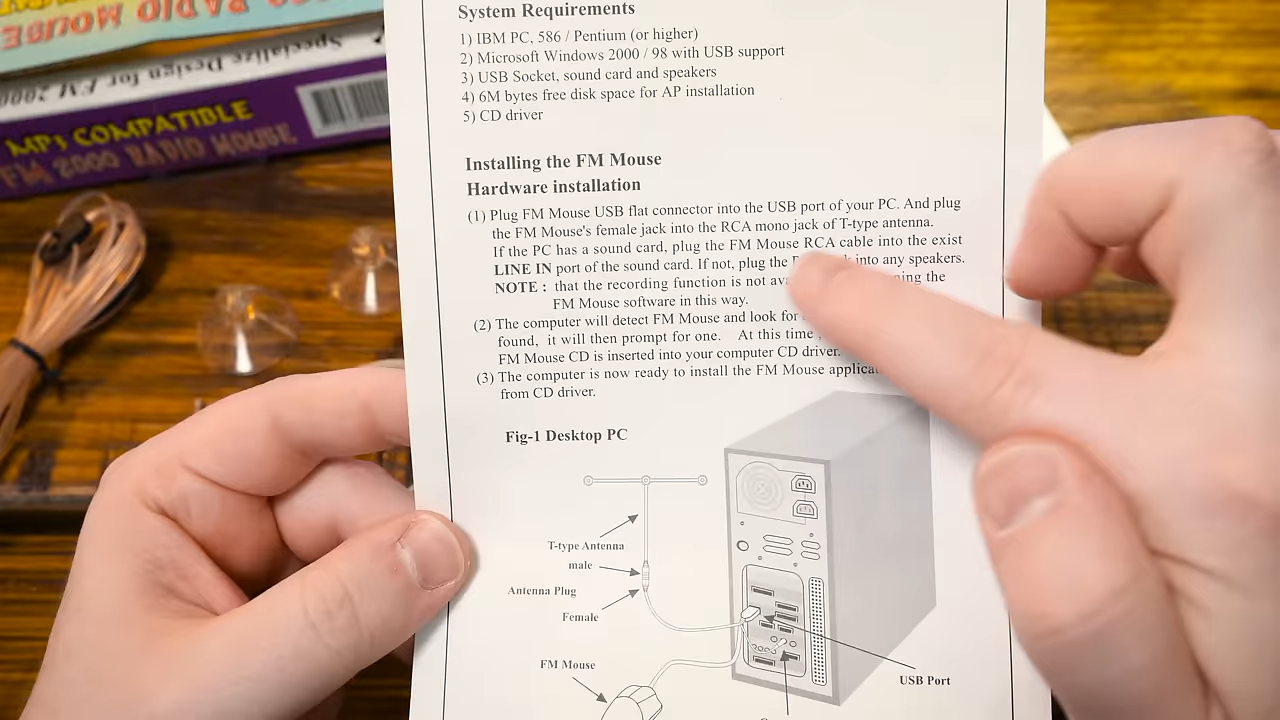 RADIO MOUSE
Specialize Design for FM 2000
MP3 COMPATIBLE
FM 2000 RADIO MOUSE
System Requirements
1) IBM PC, 586 / Pentium (or higher)
2) Microsoft Windows 2000 / 98 with USB support
3) USB Socket, sound card and speakers
4) 6M bytes free disk space for AP installation
5) CD driver
Installing the FM Mouse
Hardware installation
(1) Plug FM Mouse USB flat connector into the USB port of your PC. And plug
the FM Mouse's female jack into the RCA mono jack of T-type antenna.
If the PC has a sound card, plug the FM Mouse RCA cable into the exist
LINE IN port of the sound card. If not, plug the into any speakers.
NOTE : that the recording function is not the
FM Mouse software in this way.
(2) The computer will detect FM Mouse and look for
found, it will then prompt for one. At this time
FM Mouse CD is inserted into your computer CD driver.
(3) The computer is now ready to install the FM Mouse
from CD driver.
Fig-1 Desktop PC
T-type Antenna
male
Antenna Plug
Female
FM Mouse
USB Port